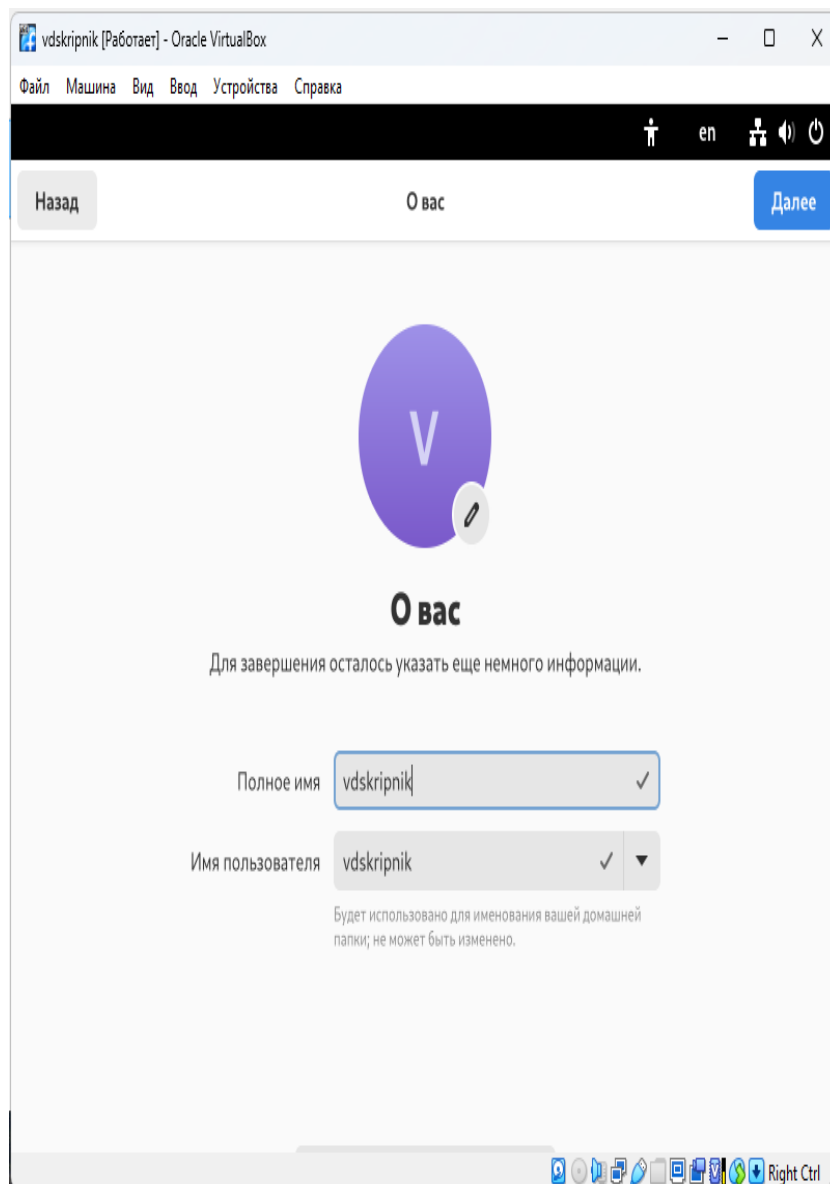 vdskripnik [Работает] - Oracle VirtualBox
Файл Машина Вид Ввод Устройства Справка
en
Назад О вас Далее
V
О вас
Для завершения осталось указать еще немного информации.
Полное имя vdskripnik
Имя пользователя vdskripnik
Будет использовано для именования вашей домашней
папки; не может быть изменено.
Right Ctrl